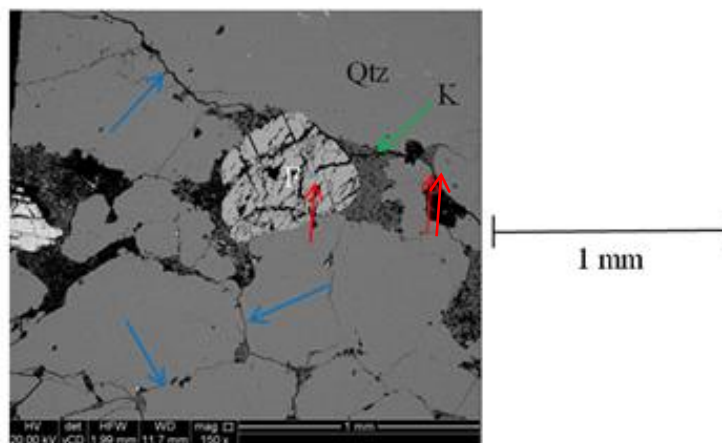 Qtz
K
P
1 mm
HV det HFW WD mag □ 1 mm
20.00 kV vCD 1.99 mm 11.7 mm 150 x